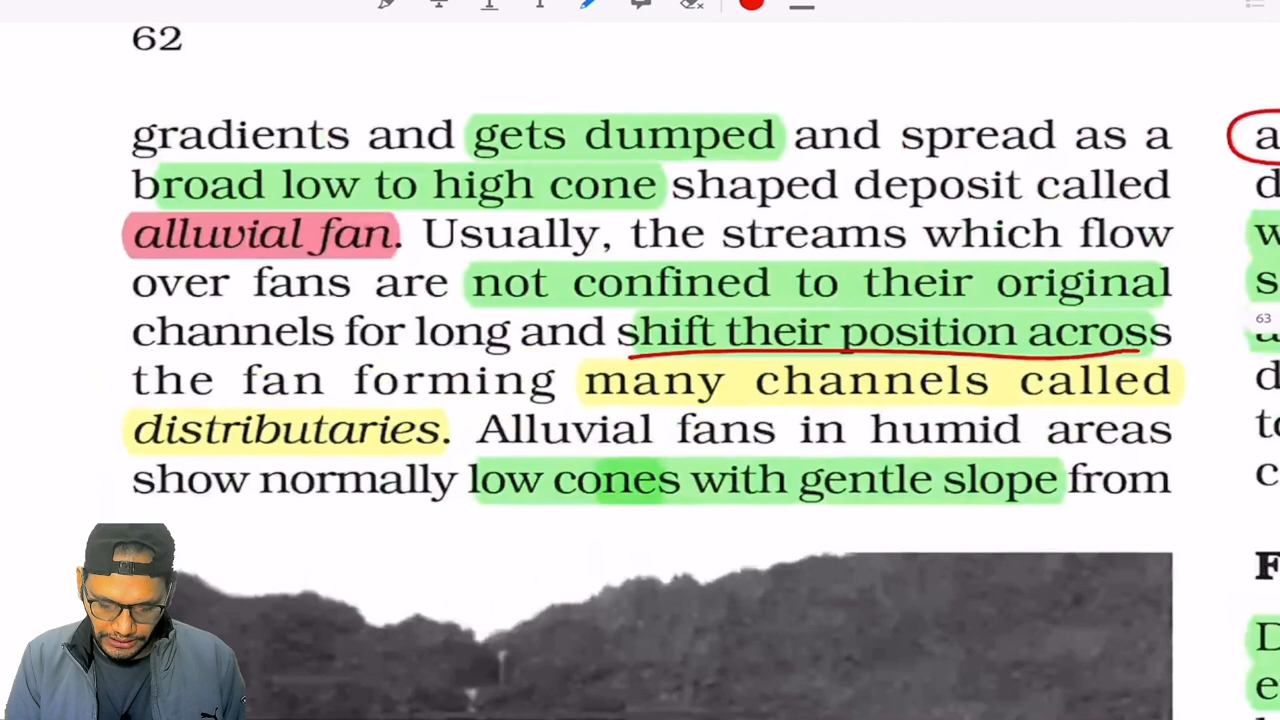 62
gradients and gets dumped and spread as a
broad low to high cone shaped deposit called
alluvial fan. Usually, the streams which flow
over fans are not confined to their original
channels for long and shift their position across
the fan forming many channels called
distributaries. Alluvial fans in humid areas
show normally low cones with gentle slope from
63